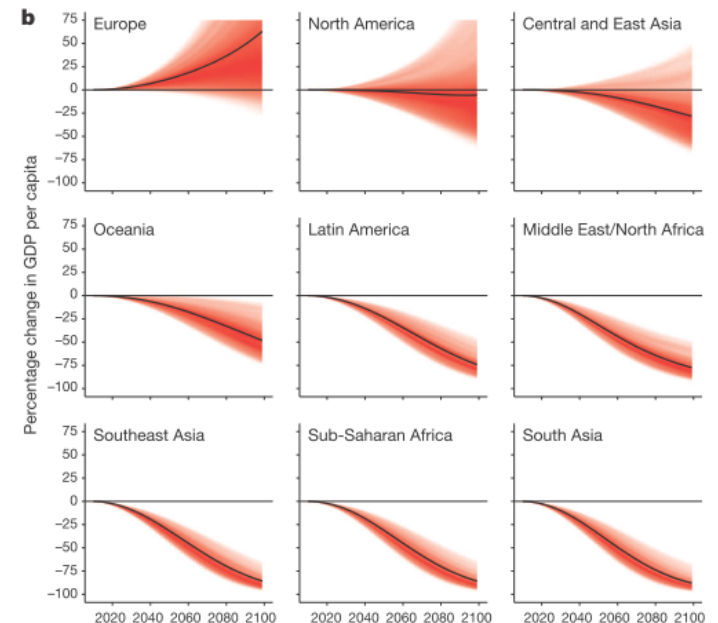 b
Percentage change in GDP per capita
Europe
North America
Central and East Asia
75
50
25
0
−25
−50
−75
−100
Oceania
Latin America
Middle East/North Africa
75
50
25
0
−25
−50
−75
−100
Southeast Asia
Sub-Saharan Africa
South Asia
75
50
25
0
−25
−50
−75
−100
2020 2040 2060 2080 2100
2020 2040 2060 2080 2100
2020 2040 2060 2080 2100